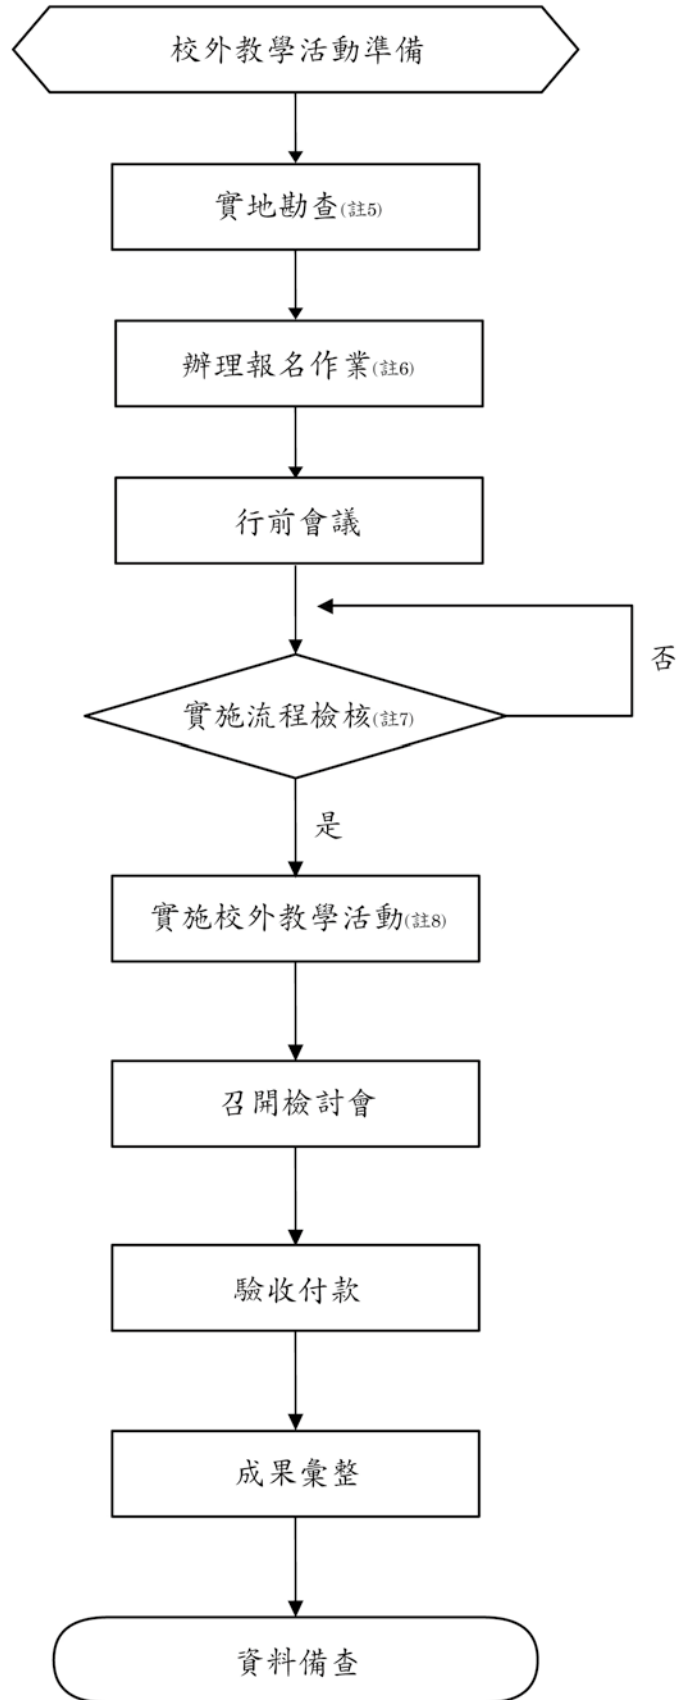 校外教學活動準備
實地勘查(註5)
辦理報名作業(註6)
行前會議
否
實施流程檢核(註7)
是
實施校外教學活動(註8)
召開檢討會
驗收付款
成果彙整
資料備查